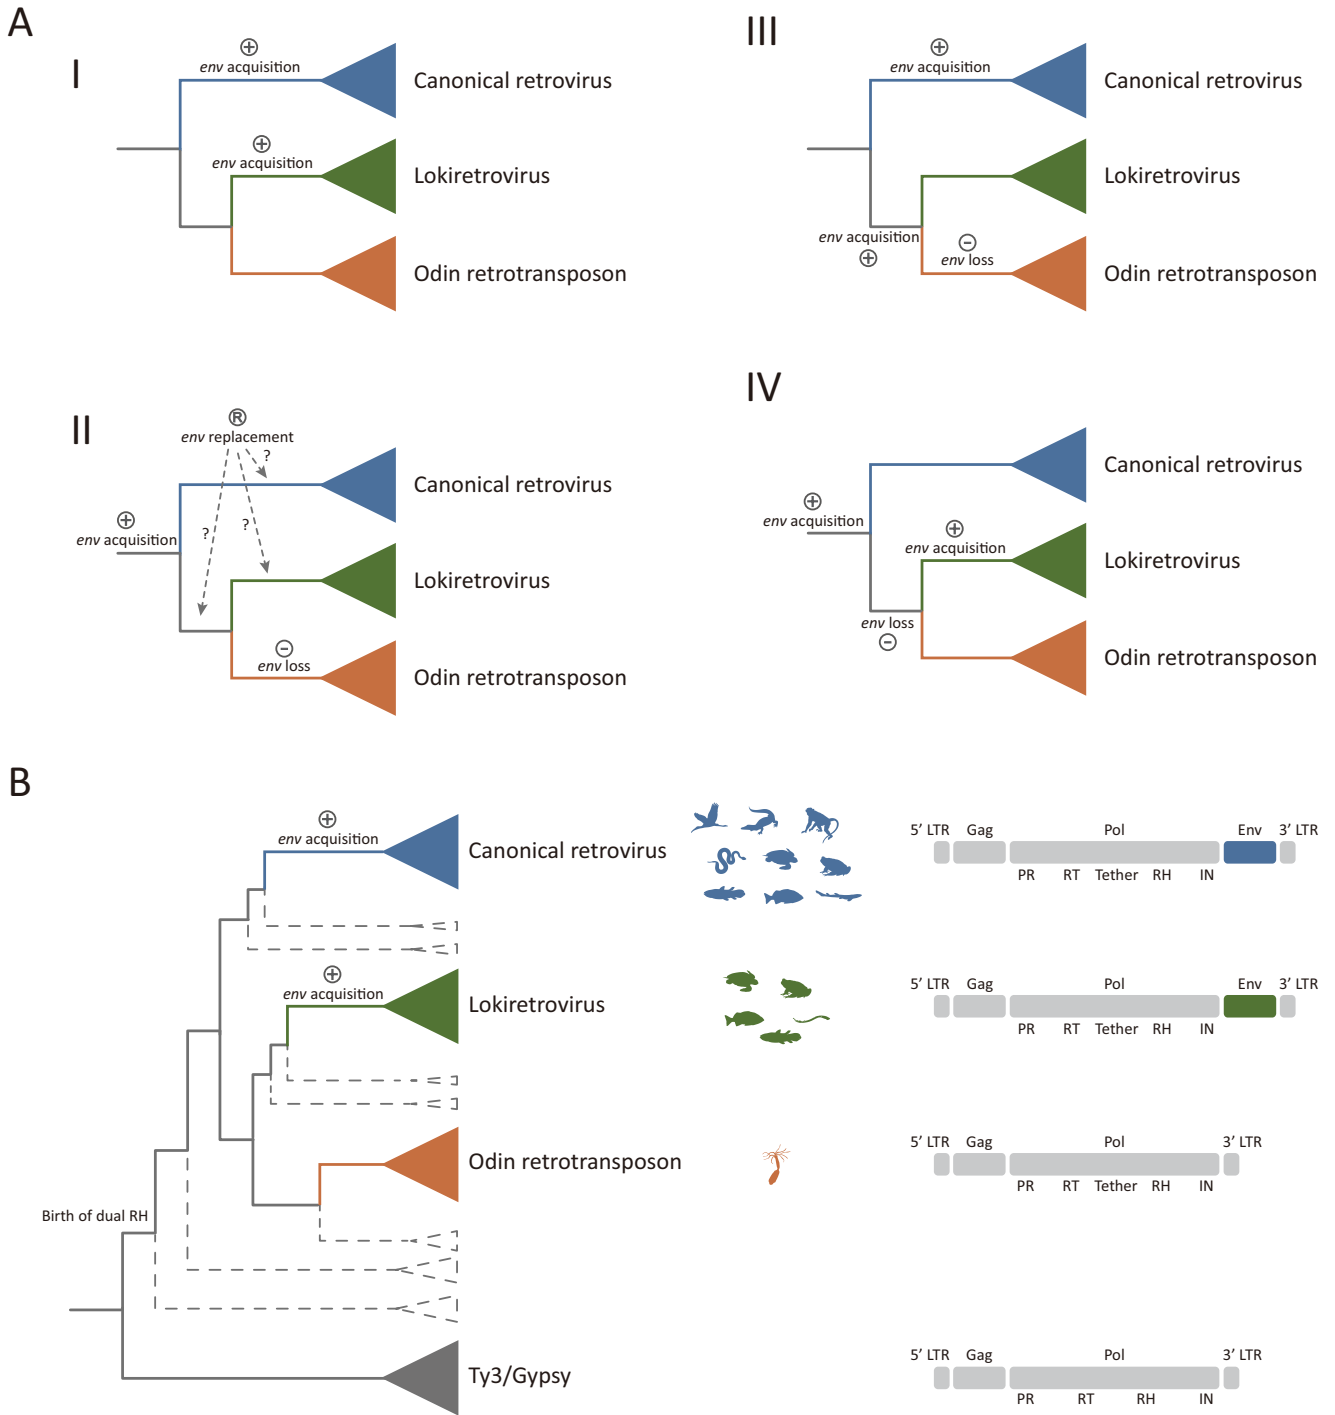 A
I
+
env acquisition
Canonical retrovirus
+
env acquisition
Lokiretrovirus
Odin retrotransposon
III
+
env acquisition
Canonical retrovirus
Lokiretrovirus
env acquisition
+
−
env loss
Odin retrotransposon
II
R
env replacement
?
Canonical retrovirus
+
env acquisition
?
?
Lokiretrovirus
−
env loss
Odin retrotransposon
IV
Canonical retrovirus
+
env acquisition
+
env acquisition
Lokiretrovirus
env loss
−
Odin retrotransposon
B
+
env acquisition
Canonical retrovirus
5’ LTR Gag Pol Env 3’ LTR
PR RT Tether RH IN
+
env acquisition
Lokiretrovirus
5’ LTR Gag Pol Env 3’ LTR
PR RT Tether RH IN
Odin retrotransposon
5’ LTR Gag Pol 3’ LTR
PR RT Tether RH IN
Birth of dual RH
Ty3/Gypsy
5’ LTR Gag Pol 3’ LTR
PR RT RH IN